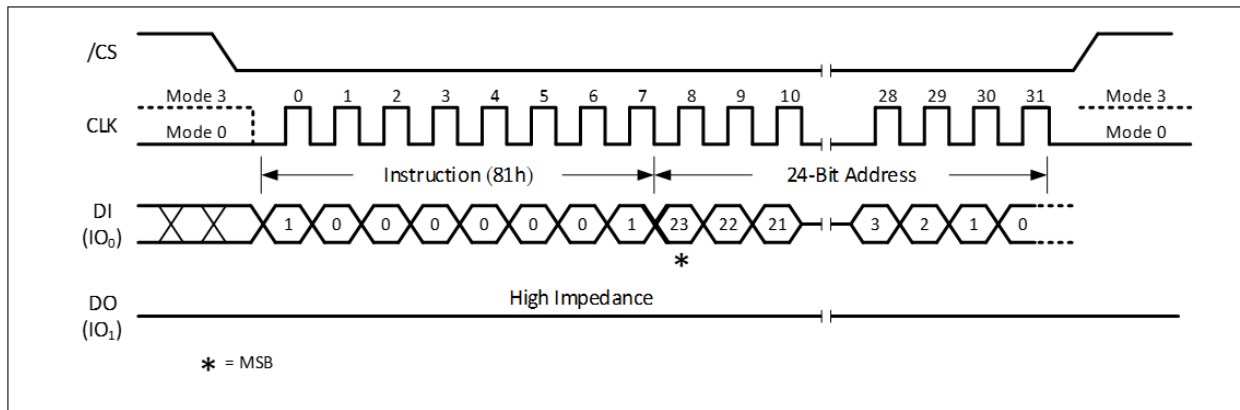 /CS
Mode 3 0 1 2 3 4 5 6 7 8 9 10 28 29 30 31 Mode 3
CLK
Mode 0 Mode 0
Instruction (81h) 24-Bit Address
DI
(IO₀)
1 0 0 0 0 0 0 1 23 22 21 3 2 1 0
*
High Impedance
DO
(IO₁)
* = MSB